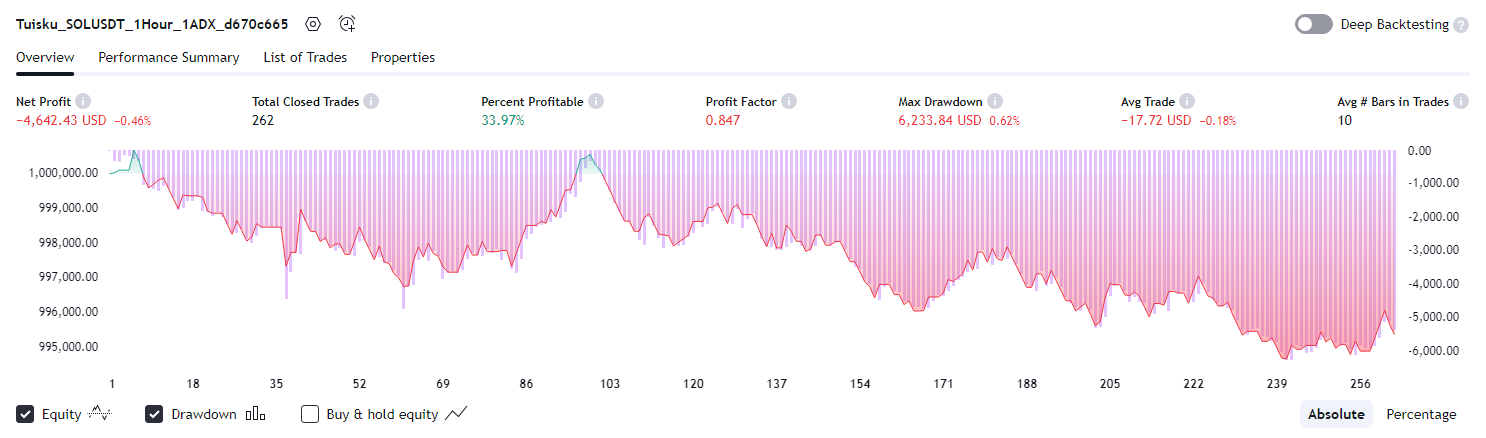 Tuisku_SOLUSDT_1Hour_1ADX_d670c665 Deep Backtesting
Overview Performance Summary List of Trades Properties
Net Profit Total Closed Trades Percent Profitable Profit Factor Max Drawdown Avg Trade Avg # Bars in Trades
−4,642.43 USD −0.46% 262 33.97% 0.847 6,233.84 USD 0.62% −17.72 USD −0.18% 10
0.00
1,000,000.00
-1,000.00
999,000.00
-2,000.00
998,000.00
-3,000.00
997,000.00
-4,000.00
996,000.00
-5,000.00
995,000.00
-6,000.00
1 18 35 52 69 86 103 120 137 154 171 188 205 222 239 256
Equity Drawdown Buy & hold equity Absolute Percentage